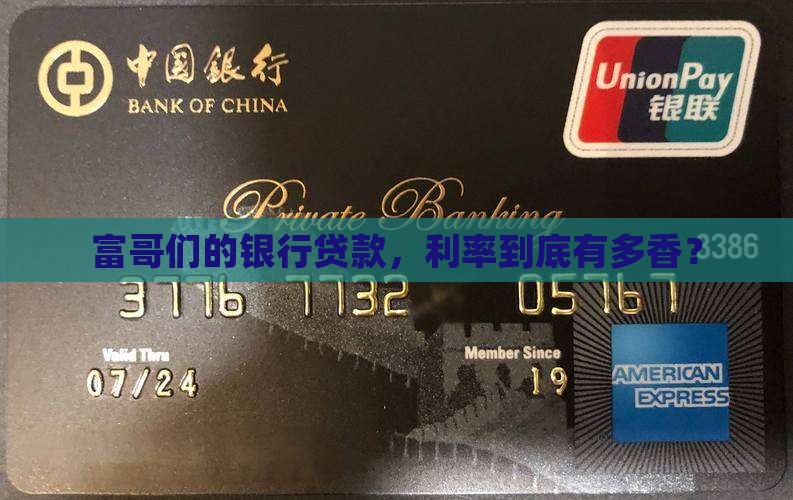 中国银行
BANK OF CHINA
UnionPay
银联
Private Banking
富哥们的银行贷款，利率到底有多香？
3386
3776 05767
Valid Thru
Member Since
07/24
19
AMERICAN
EXPRESS